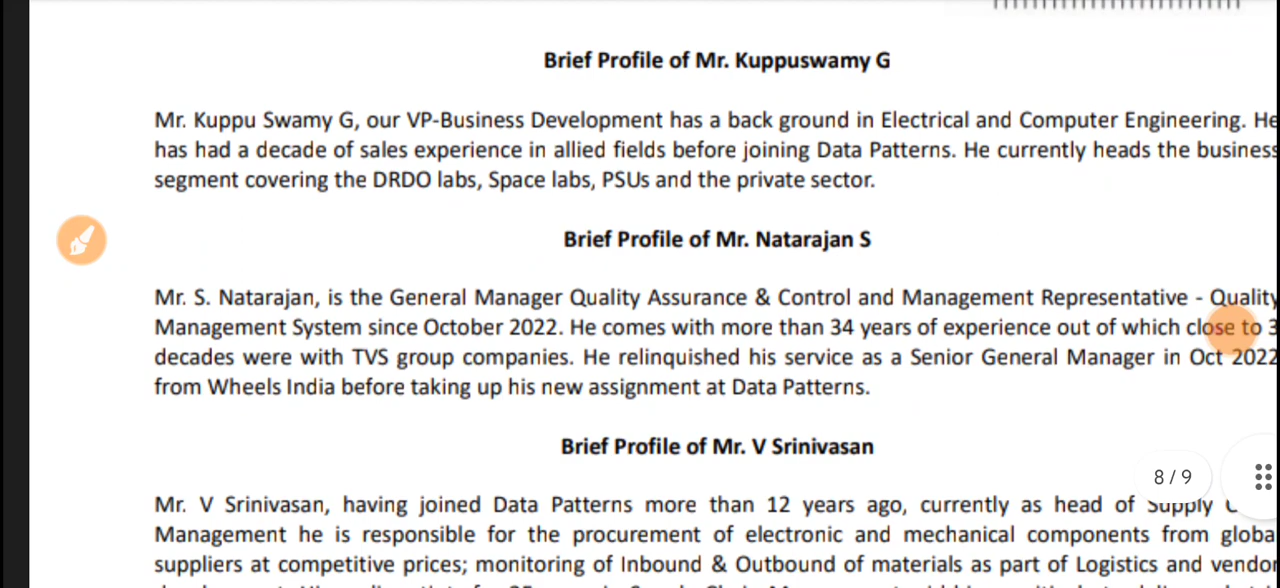 Brief Profile of Mr. Kuppuswamy G
Mr. Kuppu Swamy G, our VP-Business Development has a back ground in Electrical and Computer Engineering. He
has had a decade of sales experience in allied fields before joining Data Patterns. He currently heads the business
segment covering the DRDO labs, Space labs, PSUs and the private sector.
Brief Profile of Mr. Natarajan S
Mr. S. Natarajan, is the General Manager Quality Assurance & Control and Management Representative - Quality
Management System since October 2022. He comes with more than 34 years of experience out of which close to 3
decades were with TVS group companies. He relinquished his service as a Senior General Manager in Oct 2022
from Wheels India before taking up his new assignment at Data Patterns.
Brief Profile of Mr. V Srinivasan
8 / 9
Mr. V Srinivasan, having joined Data Patterns more than 12 years ago, currently as head of Supply
Management he is responsible for the procurement of electronic and mechanical components from globa
suppliers at competitive prices; monitoring of Inbound & Outbound of materials as part of Logistics and vendor